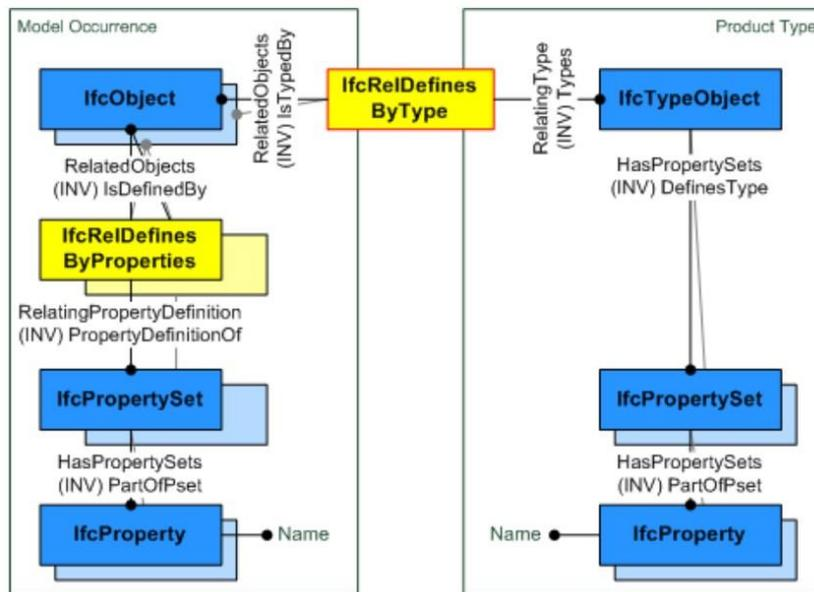 Model Occurrence
Product Type
IfcObject
RelatedObjects
(INV) IsTypedBy
IfcRelDefines
ByType
RelatingType
(INV) Types
IfcTypeObject
RelatedObjects
(INV) IsDefinedBy
HasPropertySets
(INV) DefinesType
IfcRelDefines
ByProperties
RelatingPropertyDefinition
(INV) PropertyDefinitionOf
IfcPropertySet
IfcPropertySet
HasPropertySets
(INV) PartOfPset
HasPropertySets
(INV) PartOfPset
IfcProperty
Name
Name
IfcProperty